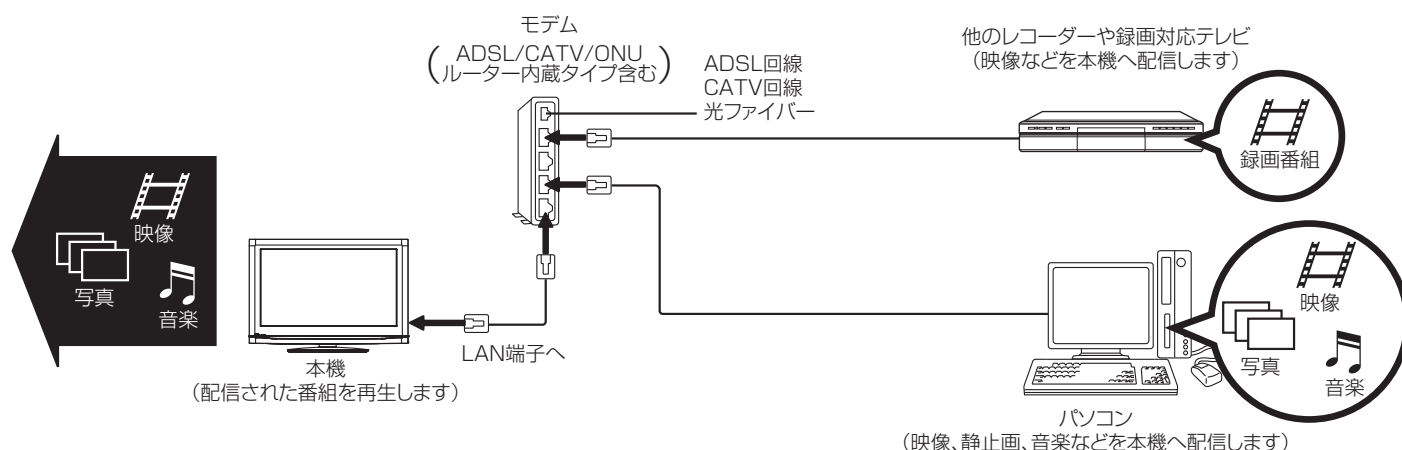 モデム
ADSL/CATV/ONU
(ルーター内蔵タイプ含む)
ADSL回線
CATV回線
光ファイバー
他のレコーダーや録画対応テレビ
(映像などを本機へ配信します)
録画番組
映像
写真
音楽
LAN端子へ
本機
(配信された番組を再生します)
映像
写真
音楽
パソコン
(映像、静止画、音楽などを本機へ配信します)